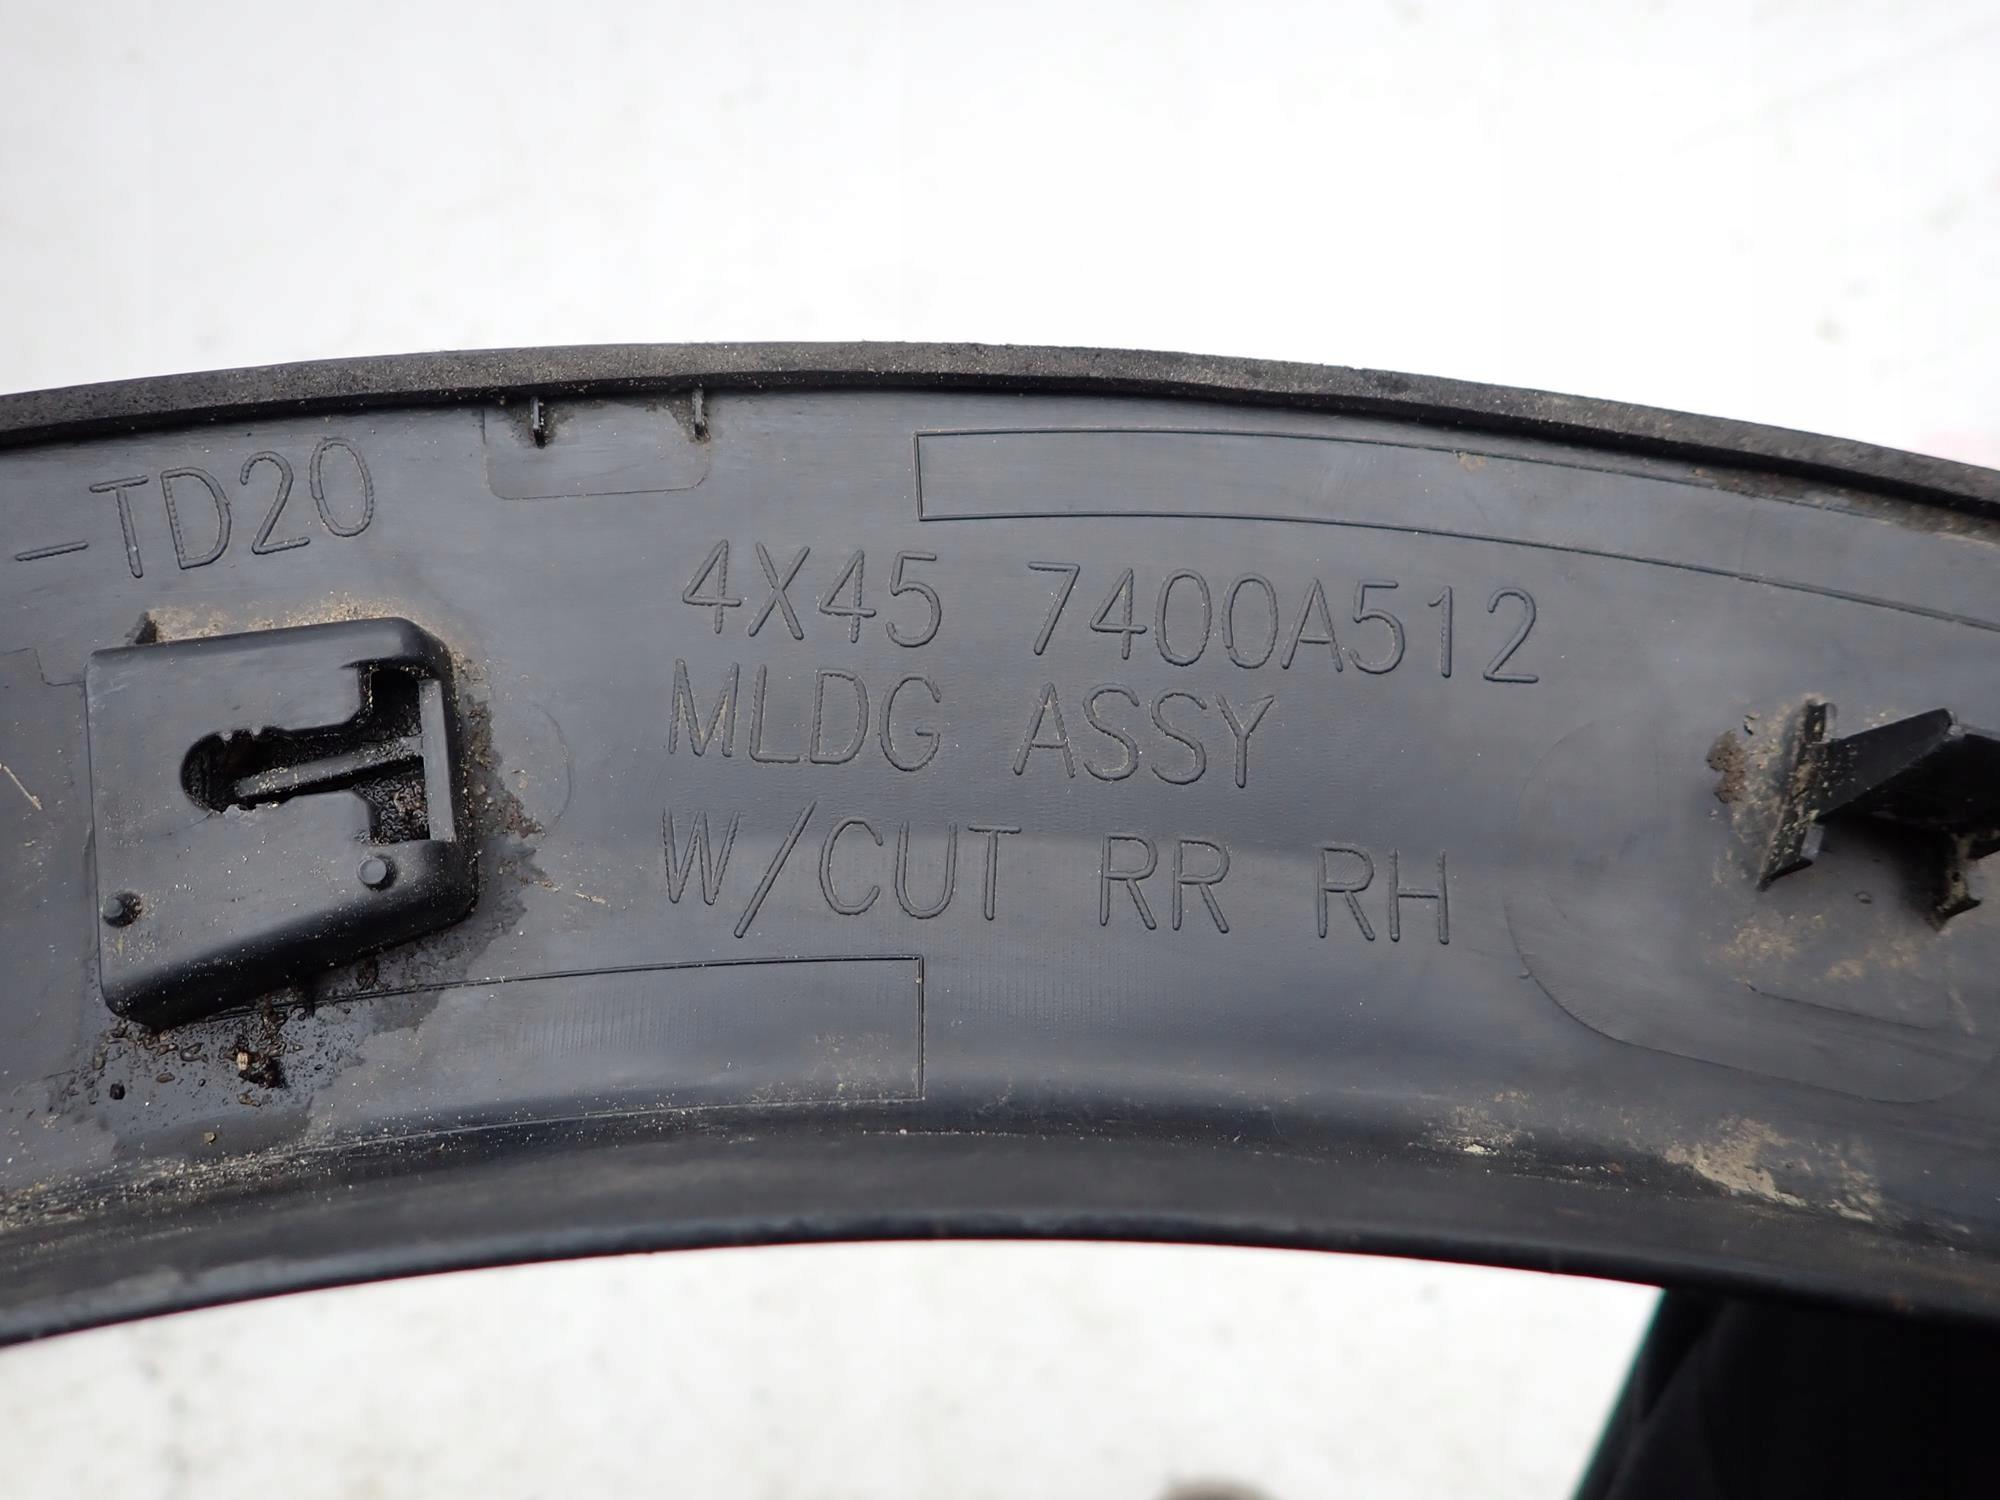 -TD20
4X45 7400A512
MLDG ASSY
W/CUT RR RH